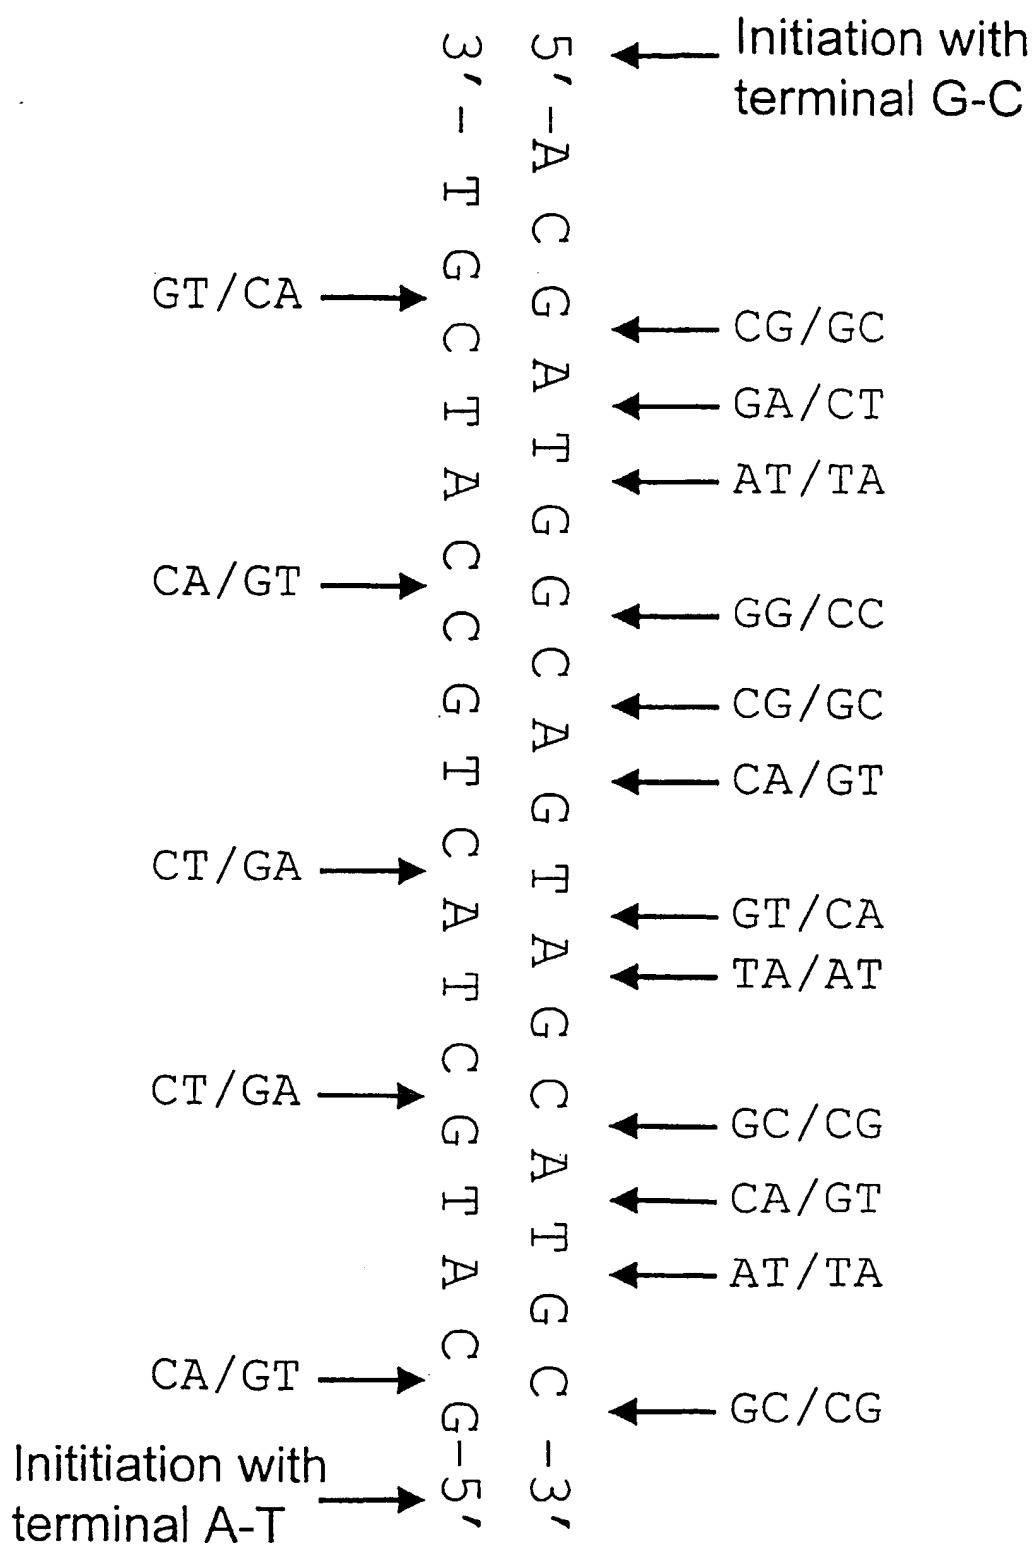 Initiation with
terminal G-C
5'-ACGATGGCAGTAGCATGC-3'
3'-TGCTACCGTCATCGTACG-5'
GT/CA
CG/GC
GA/CT
AT/TA
CA/GT
GG/CC
CG/GC
CA/GT
CT/GA
GT/CA
TA/AT
CT/GA
GC/CG
CA/GT
AT/TA
CA/GT
GC/CG
Inititiation with
terminal A-T